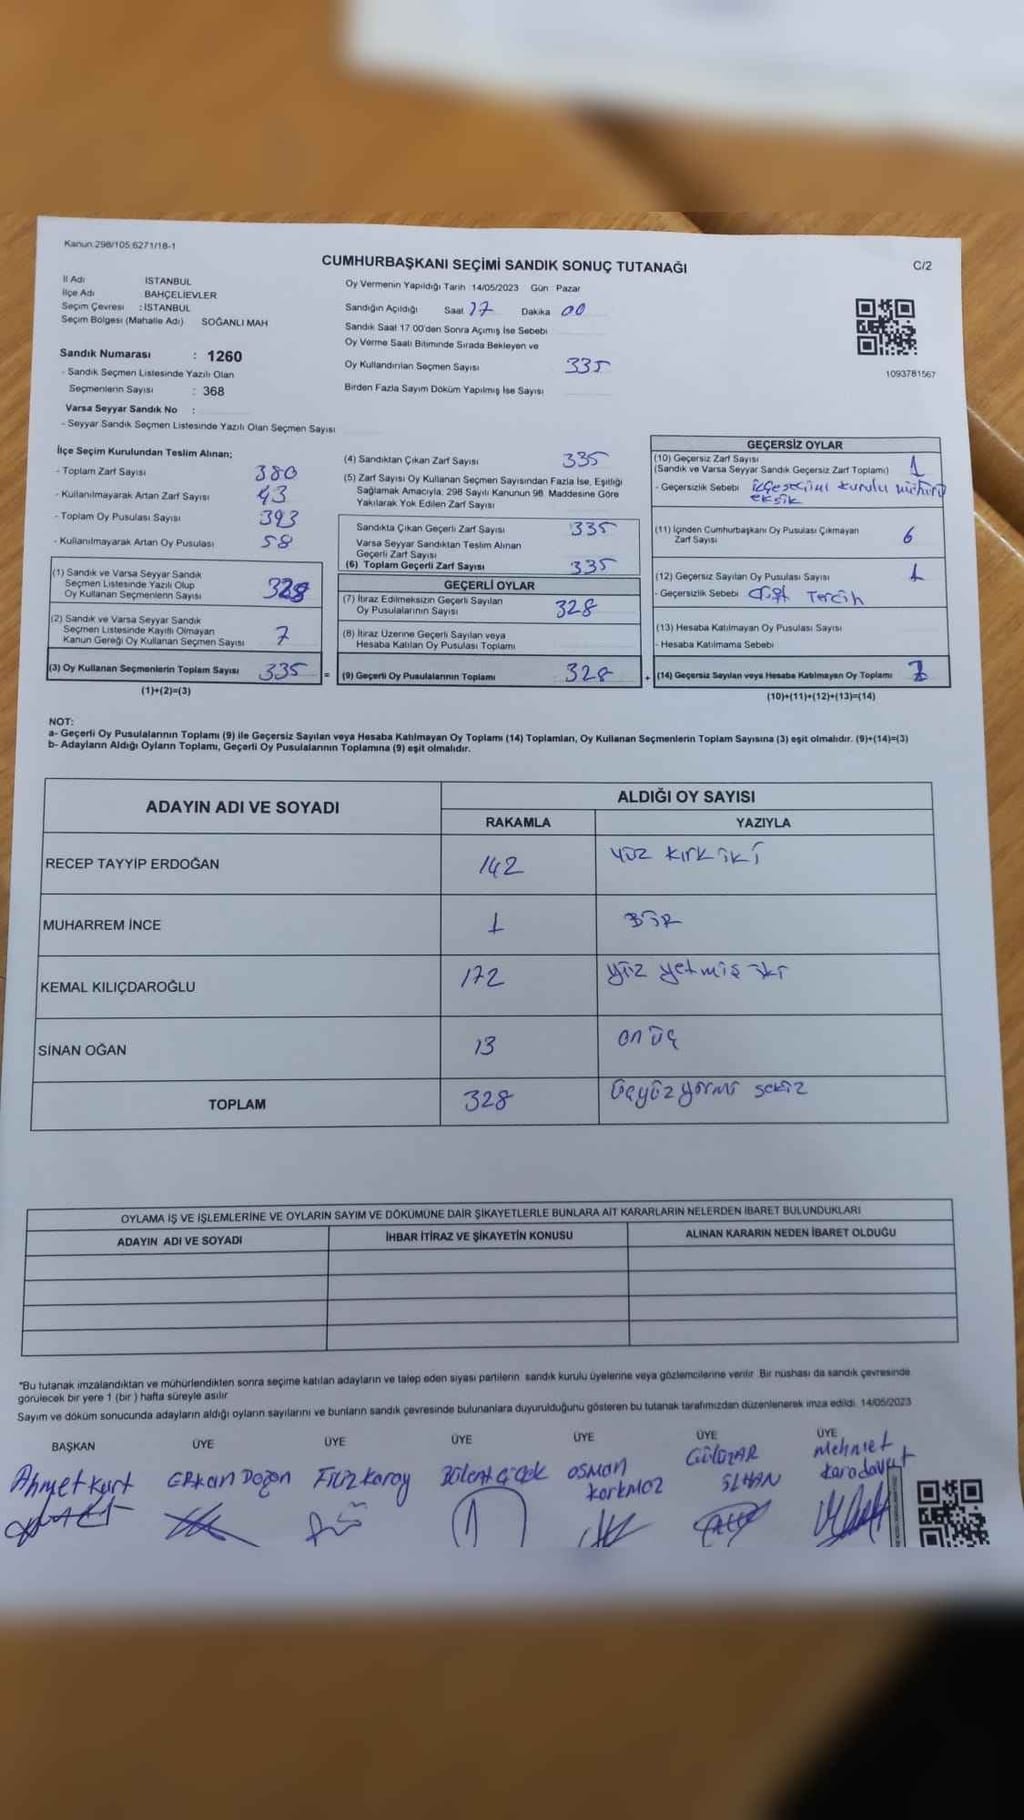 Kanun:298/105,6271/18-1
CUMHURBAŞKANI SEÇİMİ SANDIK SONUÇ TUTANAĞI
C/2
İl Adı İSTANBUL
İlçe Adı BAHÇELİEVLER
Seçim Çevresi : İSTANBUL
Seçim Bölgesi (Mahalle Adı) SOĞANLI MAH
Sandık Numarası : 1260
- Sandık Seçmen Listesinde Yazılı Olan
Seçmenlerin Sayısı : 368
Varsa Seyyar Sandık No :
- Seyyar Sandık Seçmen Listesinde Yazılı Olan Seçmen Sayısı
Oy Vermenin Yapıldığı Tarih 14/05/2023 Gün : Pazar
Sandığın Açıldığı Saat 17 Dakika 00
Sandık Saat 17.00'den Sonra Açımış İse Sebebi
Oy Verme Saati Bitiminde Sırada Bekleyen ve
Oy Kullandırılan Seçmen Sayısı 335
Birden Fazla Sayım Döküm Yapılmış İse Sayısı
1093781567
İlçe Seçim Kurulundan Teslim Alınan;
- Toplam Zarf Sayısı 380
- Kullanılmayarak Artan Zarf Sayısı 43
- Toplam Oy Pusulası Sayısı 393
- Kullanılmayarak Artan Oy Pusulası 58
(1) Sandık ve Varsa Seyyar Sandık
Seçmen Listesinde Yazılı Olup
Oy Kullanan Seçmenlerin Sayısı 328
(2) Sandık ve Varsa Seyyar Sandık
Seçmen Listesinde Kayıtlı Olmayan
Kanun Gereği Oy Kullanan Seçmen Sayısı 7
(3) Oy Kullanan Seçmenlerin Toplam Sayısı 335
(1)+(2)=(3)
(4) Sandıktan Çıkan Zarf Sayısı 335
(5) Zarf Sayısı Oy Kullanan Seçmen Sayısından Fazla İse, Eşitliği
Sağlamak Amacıyla, 298 Sayılı Kanunun 98. Maddesine Göre
Yakılarak Yok Edilen Zarf Sayısı
Sandıkta Çıkan Geçerli Zarf Sayısı 335
Varsa Seyyar Sandıktan Teslim Alınan
Geçerli Zarf Sayısı
(6) Toplam Geçerli Zarf Sayısı 335
GEÇERLİ OYLAR
(7) İtiraz Edilmeksizin Geçerli Sayılan
Oy Pusulalarının Sayısı 328
(8) İtiraz Üzerine Geçerli Sayılan veya
Hesaba Katılan Oy Pusulası Toplamı
= (9) Geçerli Oy Pusulalarının Toplamı 328
GEÇERSİZ OYLAR
(10) Geçersiz Zarf Sayısı
(Sandık ve Varsa Seyyar Sandık Geçersiz Zarf Toplamı) 1
- Geçersizlik Sebebi ilçe seçim kurulu mührü
eksik
(11) İçinden Cumhurbaşkanı Oy Pusulası Çıkmayan
Zarf Sayısı 6
(12) Geçersiz Sayılan Oy Pusulası Sayısı 1
- Geçersizlik Sebebi Çift Tercih
(13) Hesaba Katılmayan Oy Pusulası Sayısı
- Hesaba Katılmama Sebebi
+ (14) Geçersiz Sayılan veya Hesaba Katılmayan Oy Toplamı
(10)+(11)+(12)+(13)=(14)
NOT:
a- Geçerli Oy Pusulalarının Toplamı (9) ile Geçersiz Sayılan veya Hesaba Katılmayan Oy Toplamı (14) Toplamları, Oy Kullanan Seçmenlerin Toplam Sayısına (3) eşit olmalıdır. (9)+(14)=(3)
b- Adayların Aldığı Oyların Toplamı, Geçerli Oy Pusulalarının Toplamına (9) eşit olmalıdır.
ADAYIN ADI VE SOYADI
ALDIĞI OY SAYISI
RAKAMLA YAZIYLA
RECEP TAYYİP ERDOĞAN 142 yüz kırk iki
MUHARREM İNCE 1 BİR
KEMAL KILIÇDAROĞLU 172 yüz yetmiş iki
SİNAN OĞAN 13 on üç
TOPLAM 328 Üçyüz yirmi sekiz
OYLAMA İŞ VE İŞLEMLERİNE VE OYLARIN SAYIM VE DÖKÜMÜNE DAİR ŞİKAYETLERLE BUNLARA AİT KARARLARIN NELERDEN İBARET BULUNDUKLARI
ADAYIN ADI VE SOYADI İHBAR İTİRAZ VE ŞİKAYETİN KONUSU ALINAN KARARIN NEDEN İBARET OLDUĞU
*Bu tutanak imzalandıktan ve mühürlendikten sonra seçime katılan adayların ve talep eden siyasi partilerin sandık kurulu üyelerine veya gözlemcilerine verilir. Bir nüshası da sandık çevresinde
görülecek bir yere 1 (bir) hafta süreyle asılır
Sayım ve döküm sonucunda adayların aldığı oyların sayılarını ve bunların sandık çevresinde bulunanlara duyurulduğunu gösteren bu tutanak tarafımızdan düzenlenerek imza edildi. 14/05/2023
BAŞKAN ÜYE ÜYE ÜYE ÜYE ÜYE ÜYE
Ahmet Kurt Erkan Doğan Filiz Karay Bülent Çiçek Osman Korkmaz Gülizar Mehmet Karadavut